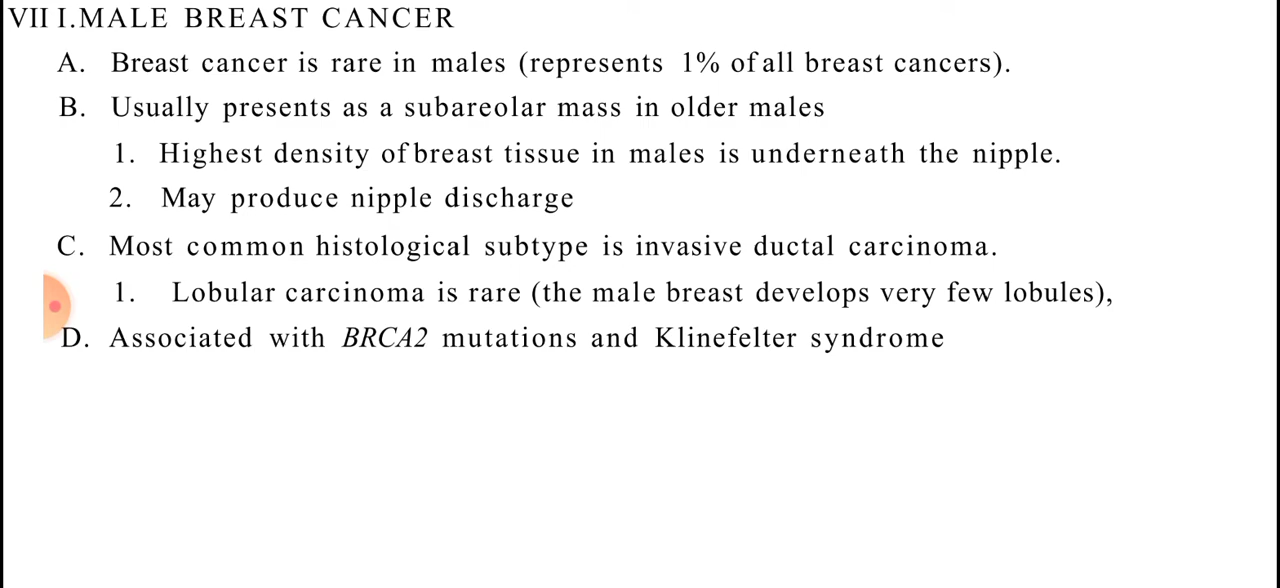 VIII.MALE BREAST CANCER
A. Breast cancer is rare in males (represents 1% of all breast cancers).
B. Usually presents as a subareolar mass in older males
1. Highest density of breast tissue in males is underneath the nipple.
2. May produce nipple discharge
C. Most common histological subtype is invasive ductal carcinoma.
1. Lobular carcinoma is rare (the male breast develops very few lobules),
D. Associated with BRCA2 mutations and Klinefelter syndrome